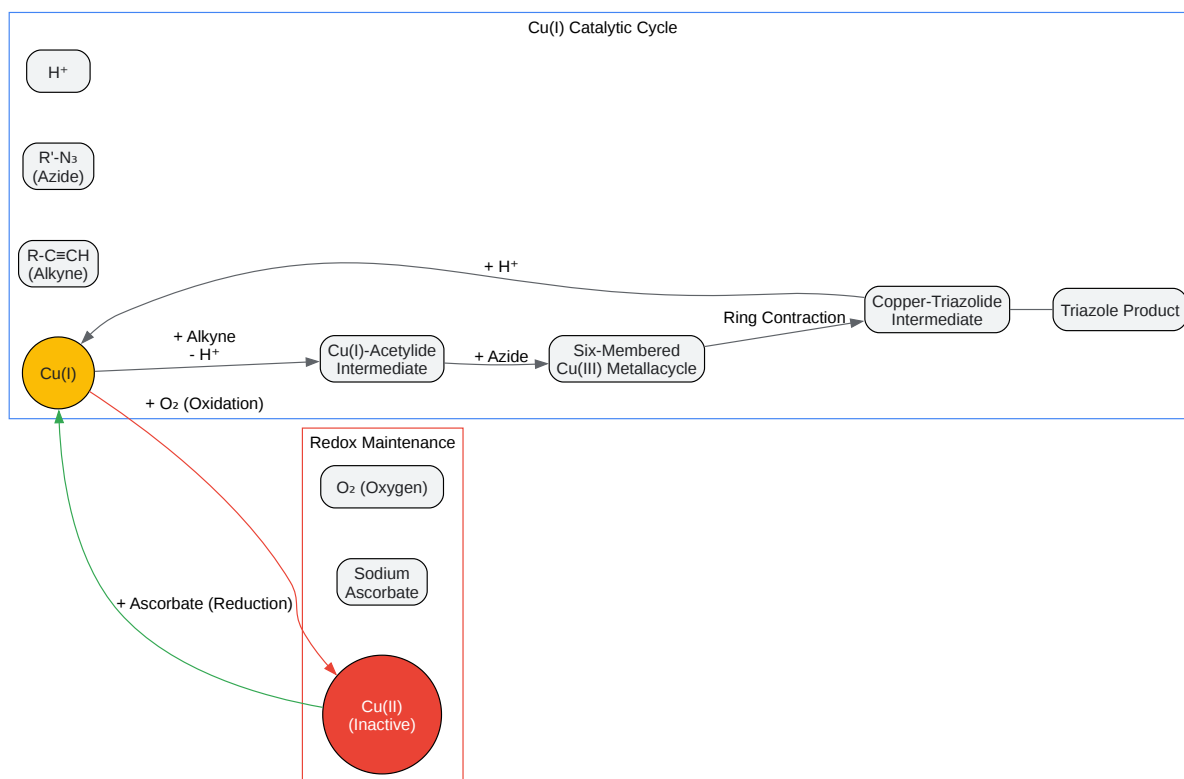 Cu(I) Catalytic Cycle
H⁺
R'-N₃
(Azide)
R-C≡CH
(Alkyne)
+ H⁺
Copper-Triazolide
Intermediate
Triazole Product
Ring Contraction
+ Alkyne
- H⁺
Cu(I)
Cu(I)-Acetylide
Intermediate
+ Azide
Six-Membered
Cu(III) Metallacycle
+ O₂ (Oxidation)
Redox Maintenance
O₂ (Oxygen)
Sodium
Ascorbate
+ Ascorbate (Reduction)
Cu(II)
(Inactive)